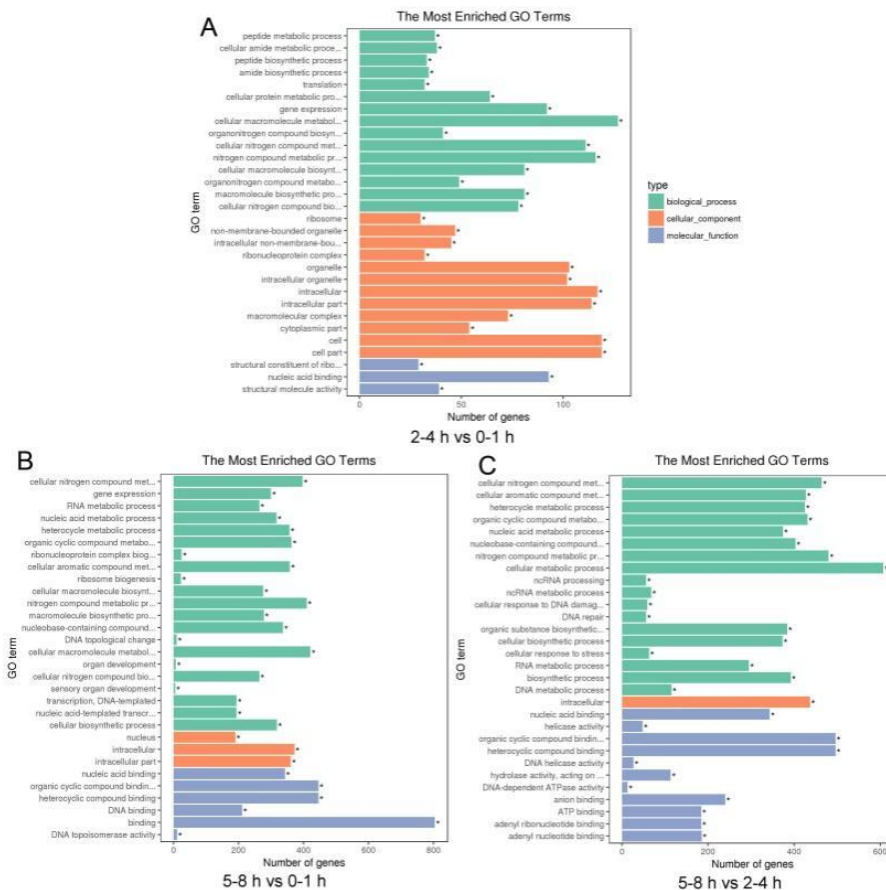 A
The Most Enriched GO Terms
peptide metabolic process
cellular amide metabolic proce...
peptide biosynthetic process
amide biosynthetic process
translation
cellular protein metabolic pro...
gene expression
cellular macromolecule metabol...
organonitrogen compound biosyn...
cellular nitrogen compound met...
nitrogen compound metabolic pr...
cellular macromolecule biosynt...
organonitrogen compound metabo...
macromolecule biosynthetic pro...
cellular nitrogen compound bio...
ribosome
non-membrane-bounded organelle
intracellular non-membrane-bou...
ribonucleoprotein complex
organelle
intracellular organelle
intracellular
intracellular part
macromolecular complex
cytoplasmic part
cell
cell part
structural constituent of ribo...
nucleic acid binding
structural molecule activity
GO term
0 50 100
Number of genes
2-4 h vs 0-1 h
type
biological_process
cellular_component
molecular_function
B
The Most Enriched GO Terms
cellular nitrogen compound met...
gene expression
RNA metabolic process
nucleic acid metabolic process
heterocycle metabolic process
organic cyclic compound metabo...
ribonucleoprotein complex biog...
cellular aromatic compound met...
ribosome biogenesis
cellular macromolecule biosynt...
nitrogen compound metabolic pr...
macromolecule biosynthetic pro...
nucleobase-containing compound...
DNA topological change
cellular macromolecule metabol...
organ development
cellular nitrogen compound bio...
sensory organ development
transcription, DNA-templated
nucleic acid-templated transcr...
cellular biosynthetic process
nucleus
intracellular
intracellular part
nucleic acid binding
organic cyclic compound bindin...
heterocyclic compound binding
DNA binding
binding
DNA topoisomerase activity
GO term
0 200 400 600 800
Number of genes
5-8 h vs 0-1 h
C
The Most Enriched GO Terms
cellular nitrogen compound met...
cellular aromatic compound met...
heterocycle metabolic process
organic cyclic compound metabo...
nucleic acid metabolic process
nucleobase-containing compound...
nitrogen compound metabolic pr...
cellular metabolic process
ncRNA processing
ncRNA metabolic process
cellular response to DNA damag...
DNA repair
organic substance biosynthetic...
cellular biosynthetic process
cellular response to stress
RNA metabolic process
biosynthetic process
DNA metabolic process
intracellular
nucleic acid binding
helicase activity
organic cyclic compound bindin...
heterocyclic compound binding
DNA helicase activity
hydrolase activity, acting on ...
DNA-dependent ATPase activity
anion binding
ATP binding
adenyl ribonucleotide binding
adenyl nucleotide binding
GO term
0 200 400 600
Number of genes
5-8 h vs 2-4 h